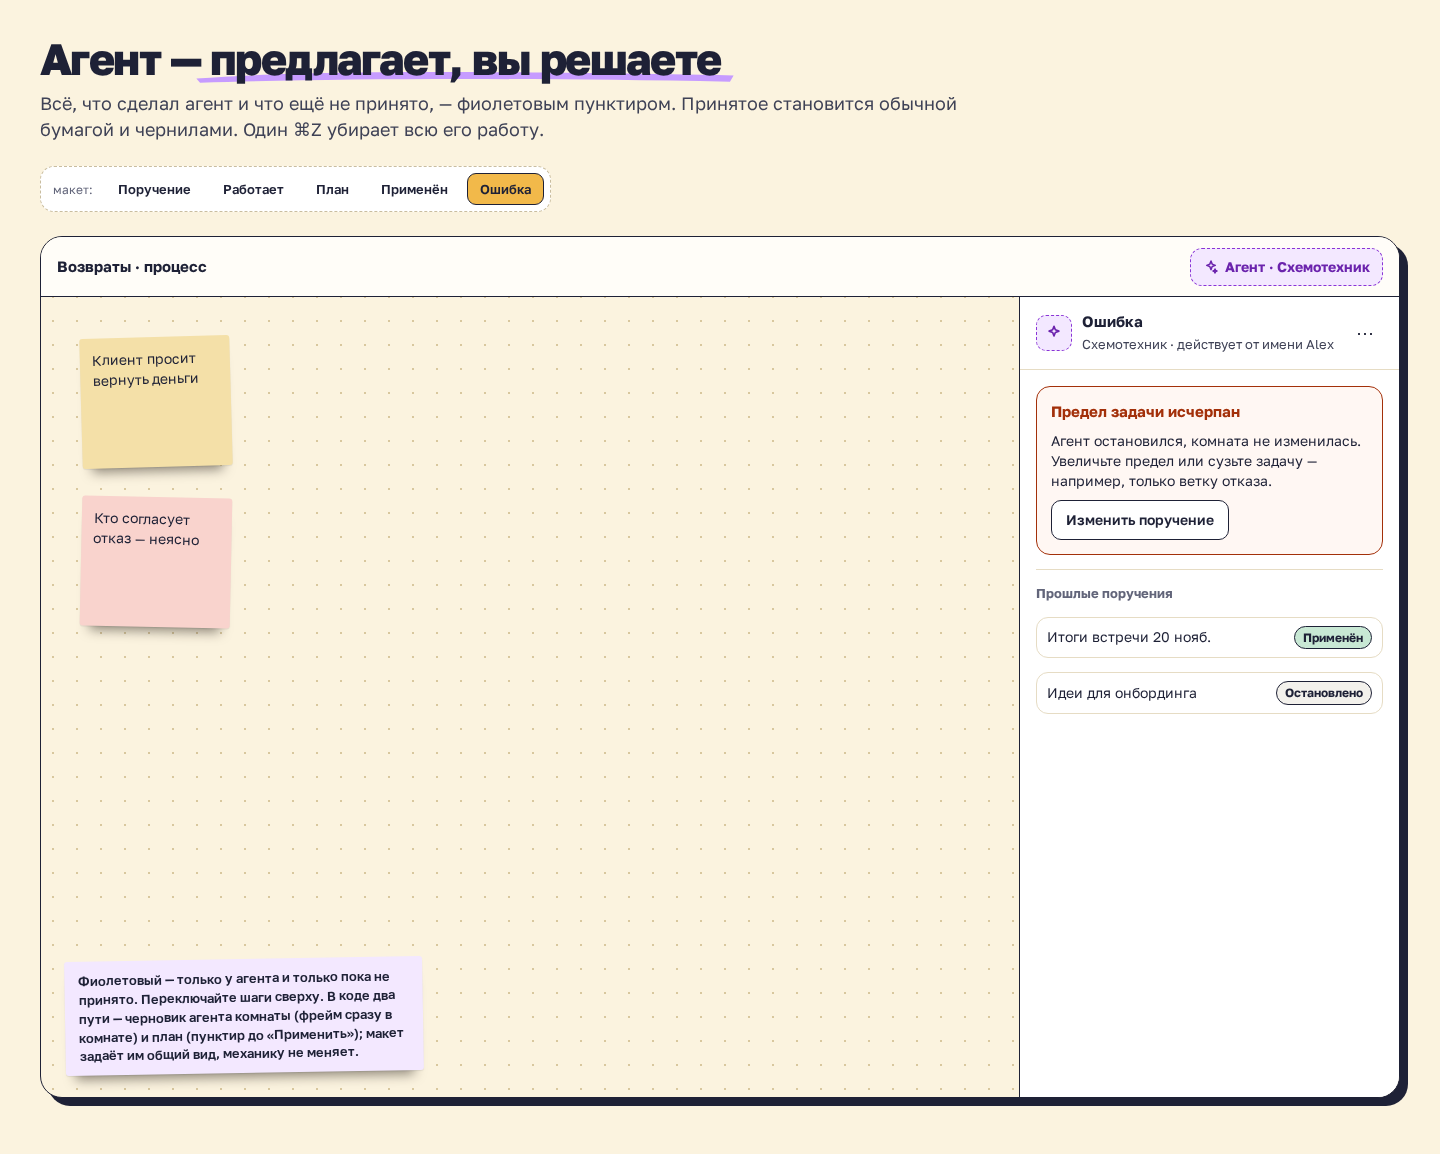 Агент — предлагает, вы решаете
Всё, что сделал агент и что ещё не принято, — фиолетовым пунктиром. Принятое становится обычной
бумагой и чернилами. Один ⌘Z убирает всю его работу.
макет: Поручение Работает План Применён Ошибка
Возвраты · процесс
Агент · Схемотехник
Клиент просит
вернуть деньги
Кто согласует
отказ — неясно
Фиолетовый — только у агента и только пока не
принято. Переключайте шаги сверху. В коде два
пути — черновик агента комнаты (фрейм сразу в
комнате) и план (пунктир до «Применить»); макет
задаёт им общий вид, механику не меняет.
Ошибка
Схемотехник · действует от имени Alex
...
Предел задачи исчерпан
Агент остановился, комната не изменилась.
Увеличьте предел или сузьте задачу —
например, только ветку отказа.
Изменить поручение
Прошлые поручения
Итоги встречи 20 нояб. Применён
Идеи для онбординга Остановлено